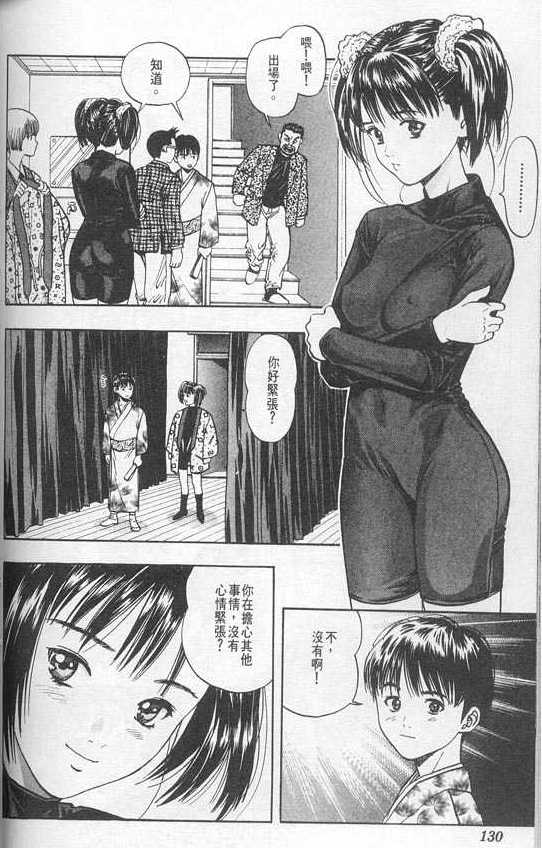 喂！喂！
出場了。
知道。
⋯⋯⋯
你好緊張？
不，
沒有啊！
你在擔心其他
事情，沒有
心情緊張？
130